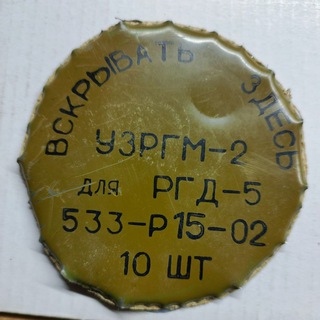 ВСКРЫВАТЬ ЗДЕСЬ
УЗРГМ-2
для РГД-5
533-Р15-02
10 ШТ